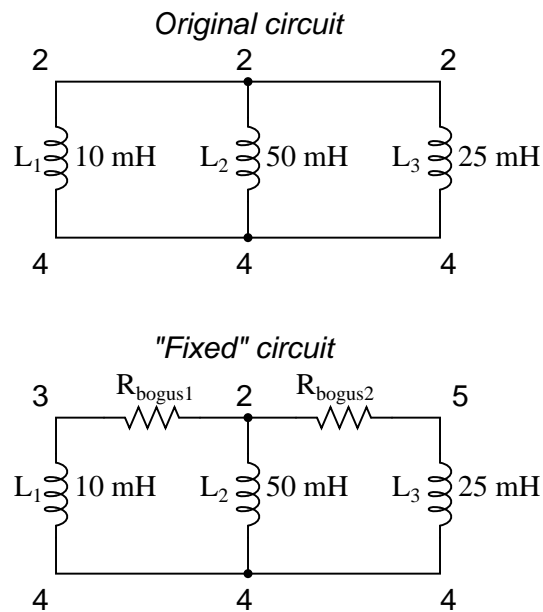 Original circuit
2 2 2
L1 10 mH L2 50 mH L3 25 mH
4 4 4
"Fixed" circuit
Rbogus1 Rbogus2
3 2 5
L1 10 mH L2 50 mH L3 25 mH
4 4 4